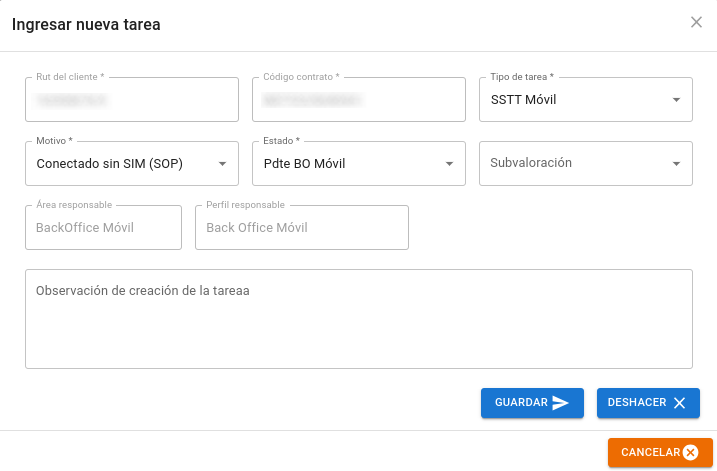 Ingresar nueva tarea
Rut del cliente *
Código contrato *
Tipo de tarea *
SSTT Móvil
Motivo *
Conectado sin SIM (SOP)
Estado *
Pdte BO Móvil
Subvaloración
Área responsable
BackOffice Móvil
Perfil responsable
Back Office Móvil
Observación de creación de la tareaa
GUARDAR
DESHACER
CANCELAR